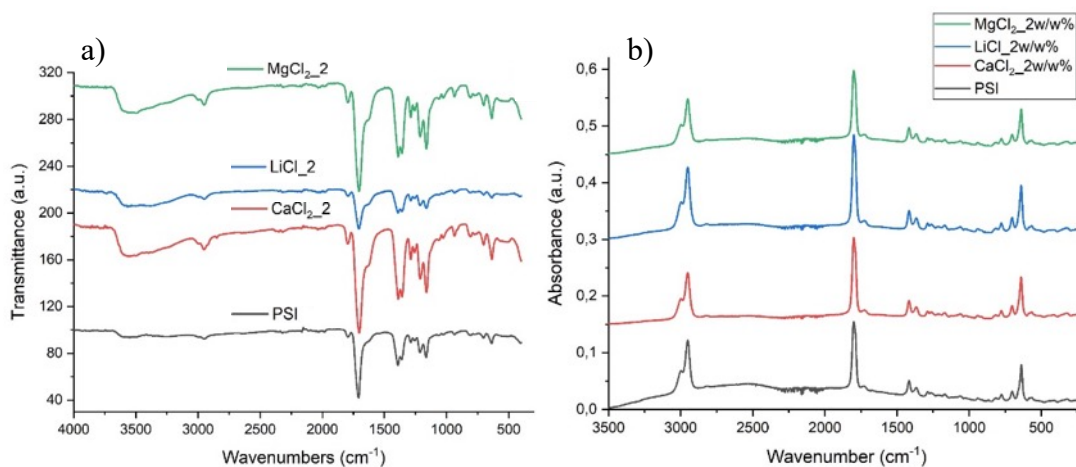 a)
MgCl₂_2
LiCl_2
CaCl₂_2
PSI
Transmittance (a.u.)
320
280
240
200
160
120
80
40
4000 3500 3000 2500 2000 1500 1000 500
Wavenumbers (cm⁻¹)
b)
MgCl₂_2w/w%
LiCl_2w/w%
CaCl₂_2w/w%
PSI
Absorbance (a.u.)
0,6
0,5
0,4
0,3
0,2
0,1
0,0
3500 3000 2500 2000 1500 1000 500
Wavenumber (cm⁻¹)